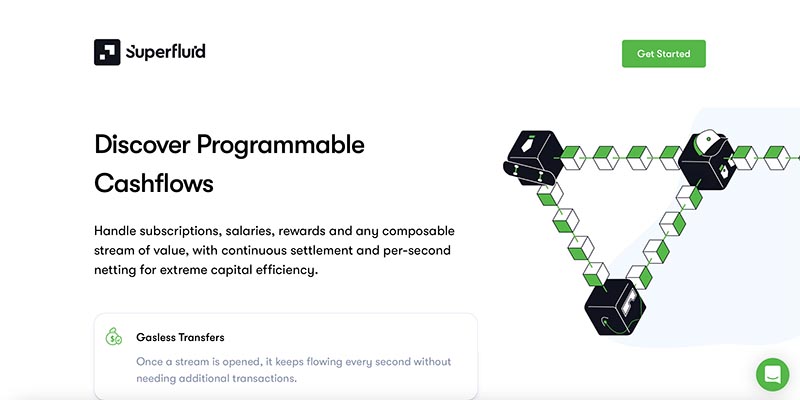 Superfluid
Get Started
Discover Programmable
Cashflows
Handle subscriptions, salaries, rewards and any composable
stream of value, with continuous settlement and per-second
netting for extreme capital efficiency.
Gasless Transfers
Once a stream is opened, it keeps flowing every second without
needing additional transactions.